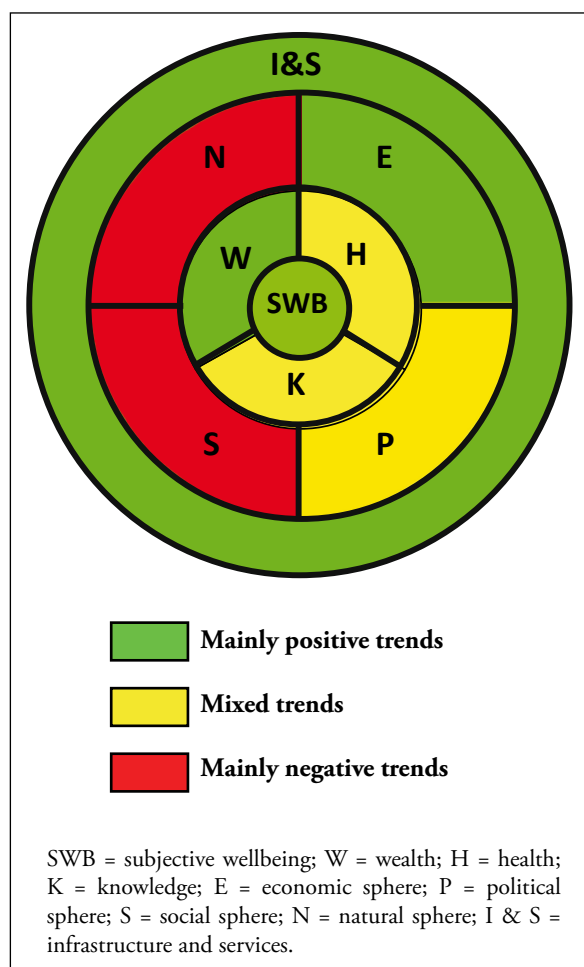 I&S
N
E
W
H
SWB
K
S
P
Mainly positive trends
Mixed trends
Mainly negative trends
SWB = subjective wellbeing; W = wealth; H = health;
K = knowledge; E = economic sphere; P = political
sphere; S = social sphere; N = natural sphere; I & S =
infrastructure and services.